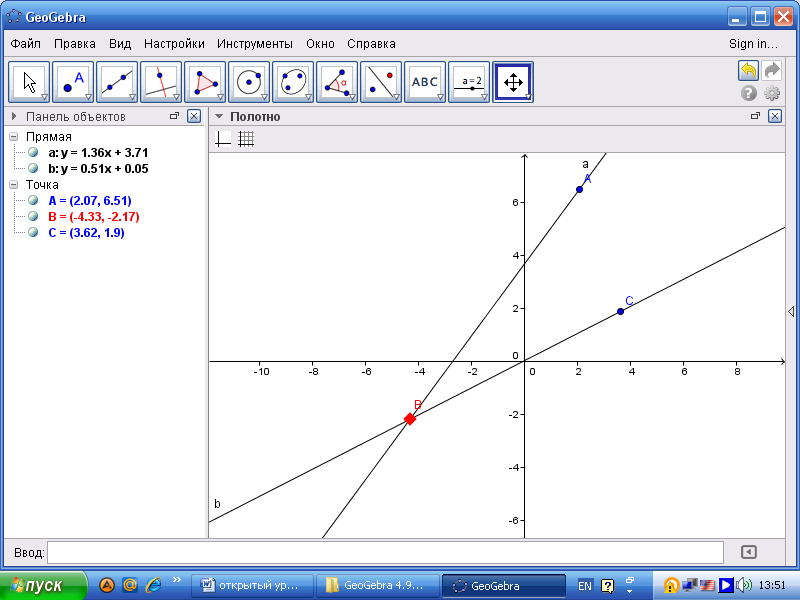 GeoGebra
Файл Правка Вид Настройки Инструменты Окно Справка Sign in...
A
α
ABC
a=2
Панель объектов
Полотно
Прямая
a: y = 1.36x + 3.71
b: y = 0.51x + 0.05
Точка
A = (2.07, 6.51)
B = (-4.33, -2.17)
C = (3.62, 1.9)
a
A
6
4
2
C
0
-10 -8 -6 -4 -2 0 2 4 6 8
B
-2
-4
b
-6
Ввод:
пуск
открытый ур...
GeoGebra 4.9...
GeoGebra
EN
13:51